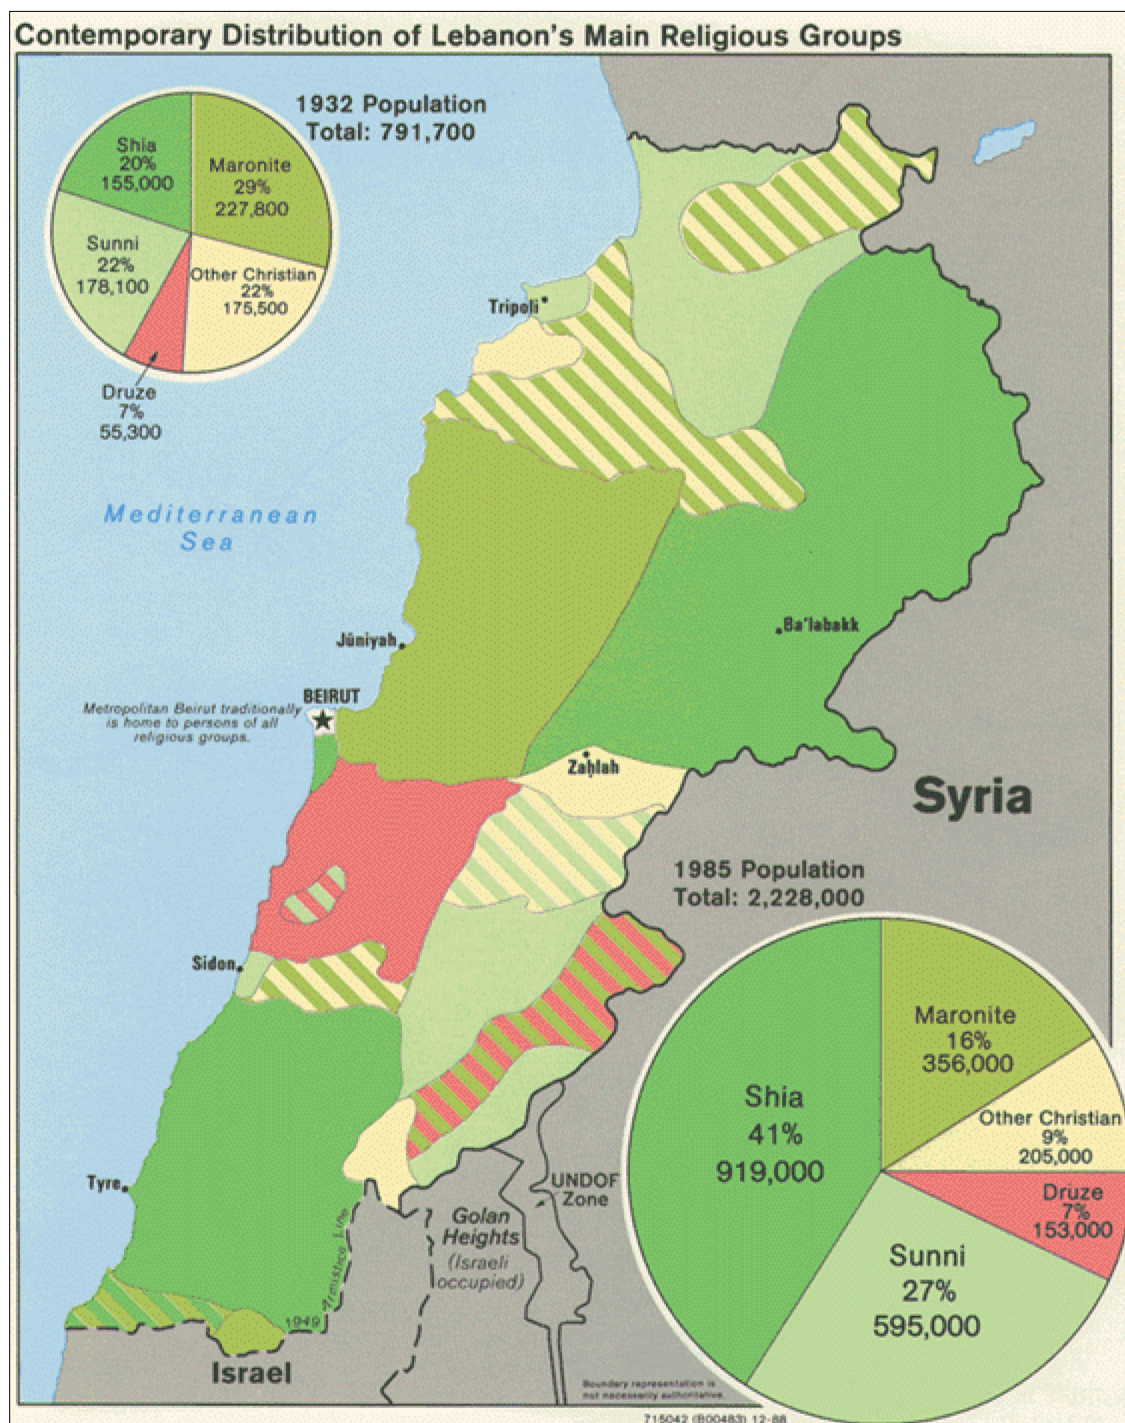 Contemporary Distribution of Lebanon's Main Religious Groups
1932 Population
Total: 791,700
Shia
20%
155,000
Maronite
29%
227,800
Sunni
22%
178,100
Other Christian
22%
175,500
Druze
7%
55,300
Tripoli
Mediterranean
Sea
Jūniyah
Ba'labakk
BEIRUT
Metropolitan Beirut traditionally
is home to persons of all
religious groups.
Zaḩlah
Syria
Sidon
1985 Population
Total: 2,228,000
Maronite
16%
356,000
Shia
41%
919,000
Other Christian
9%
205,000
Druze
7%
153,000
Sunni
27%
595,000
Tyre
UNDOF
Zone
Golan
Heights
(Israeli
occupied)
1949 Armistice Line
Israel
Boundary representation is
not necessarily authoritative.
715042 (B00483) 12-88